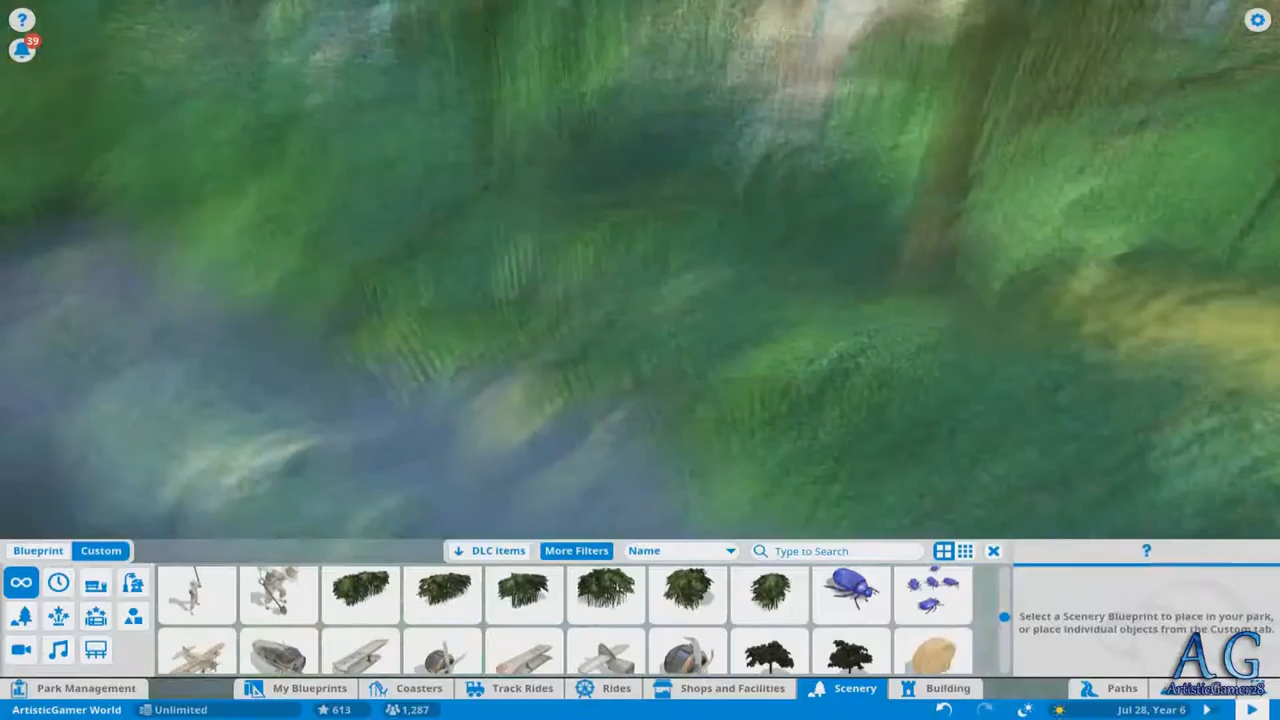 ?
39
Blueprint Custom DLC items More Filters Name Type to Search ?
Select a Scenery Blueprint to place in your park,
or place individual objects from the Custom tab.
AG
ArtisticGamer28
Park Management My Blueprints Coasters Track Rides Rides Shops and Facilities Scenery Building Paths
ArtisticGamer World Unlimited 613 1,287 Jul 28, Year 6